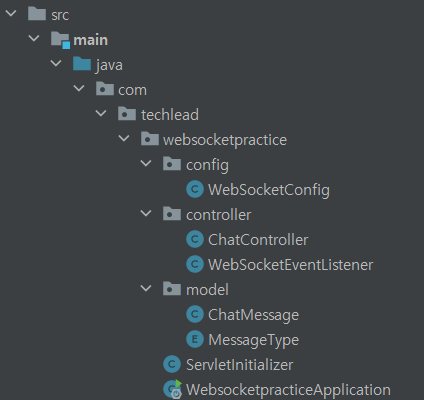 src
main
java
com
techlead
websocketpractice
config
C WebSocketConfig
controller
C ChatController
C WebSocketEventListener
model
C ChatMessage
E MessageType
C ServletInitializer
WebsocketpracticeApplication